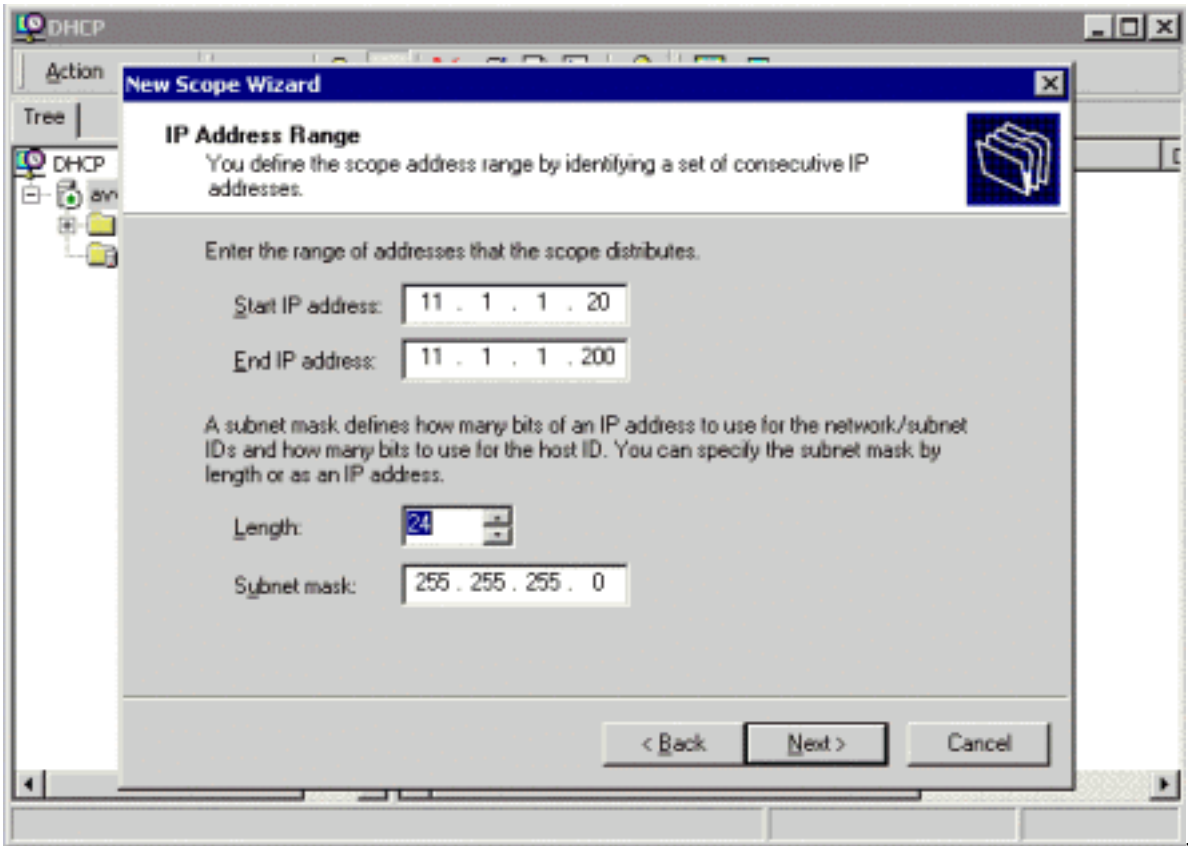 DHCP
Action
New Scope Wizard
Tree
IP Address Range
You define the scope address range by identifying a set of consecutive IP
addresses.
DHCP
Enter the range of addresses that the scope distributes.
Start IP address: 11 . 1 . 1 . 20
End IP address: 11 . 1 . 1 . 200
A subnet mask defines how many bits of an IP address to use for the network/subnet
IDs and how many bits to use for the host ID. You can specify the subnet mask by
length or as an IP address.
Length: 24
Subnet mask: 255 . 255 . 255 . 0
< Back Next > Cancel